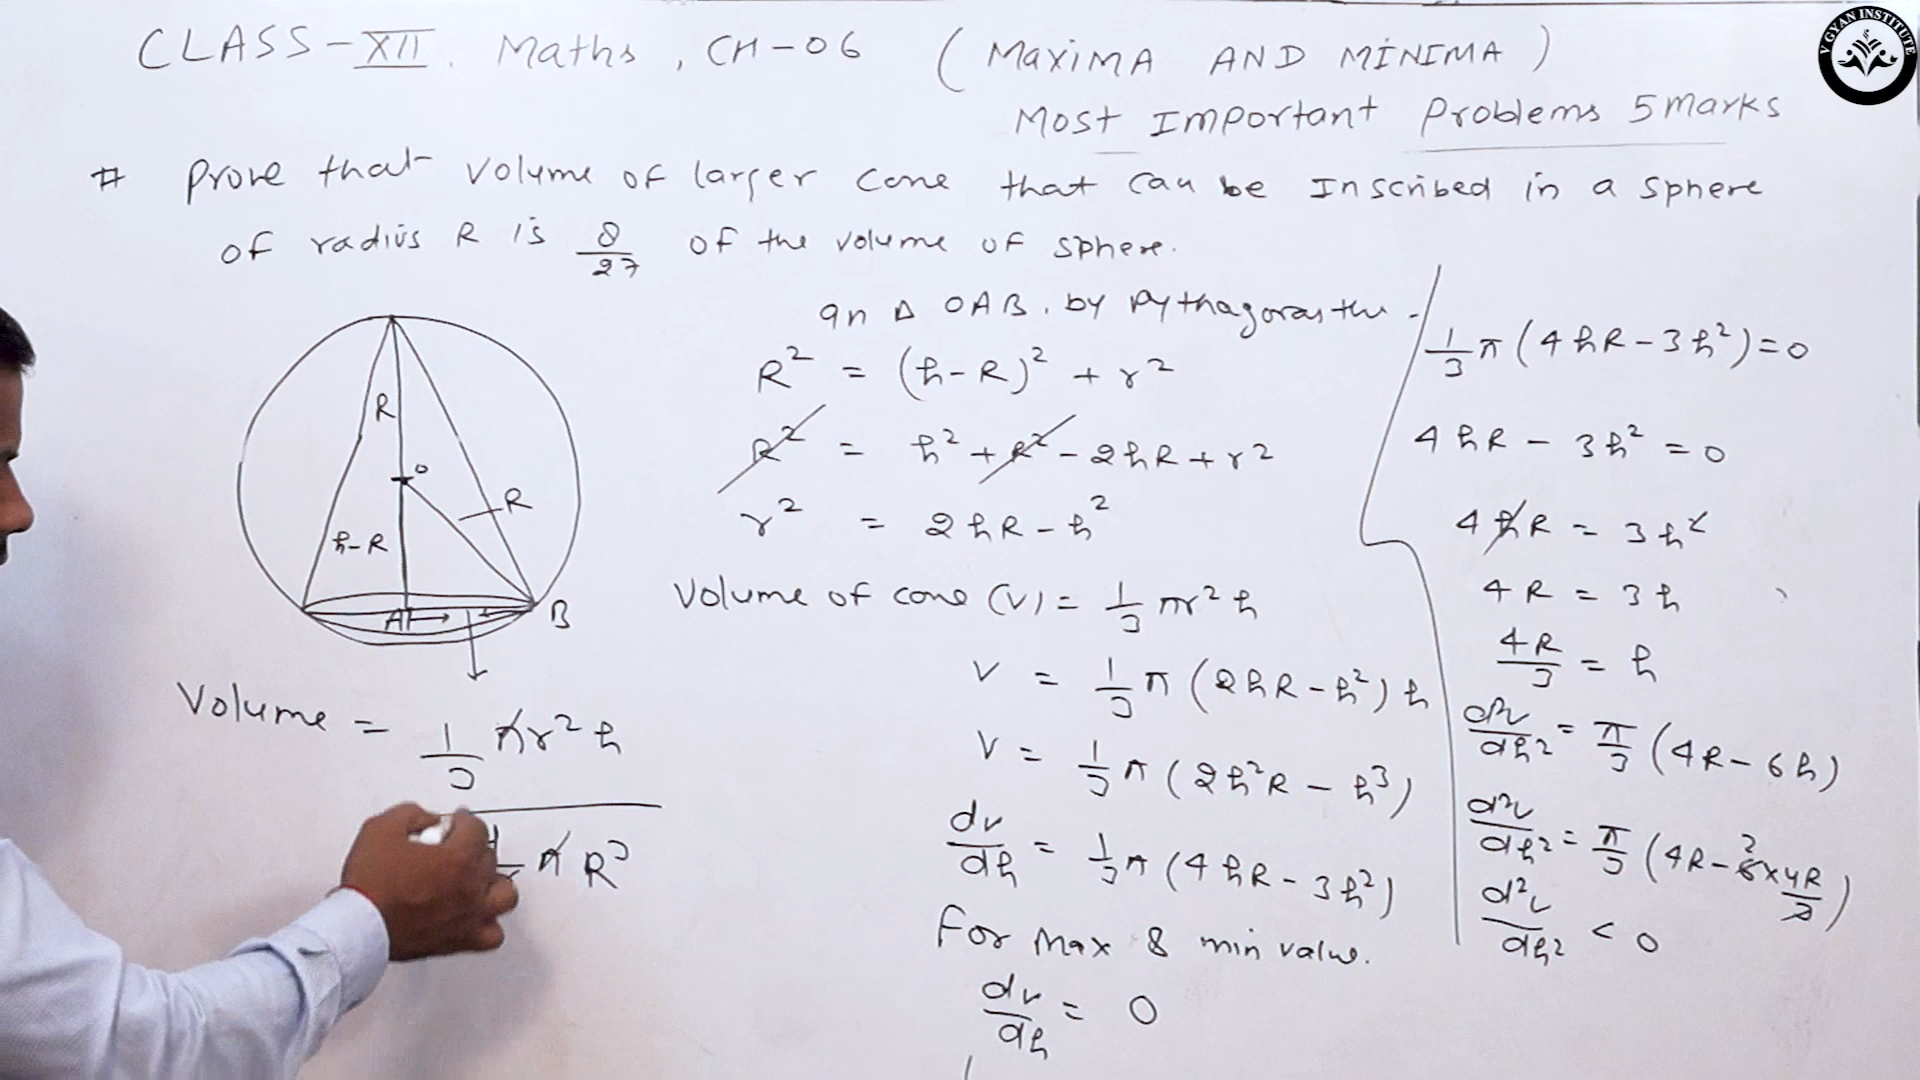 CLASS-XII. Maths, CH-06 (MAXIMA AND MINIMA)
V GYAN INSTITUTE
Most Important Problems 5 Marks
# Prove that volume of larger cone that can be Inscribed in a sphere
of radius R is 8/27 of the volume of sphere.
R
O
R
h-R
A
B
Volume = 1/3 πr² h
πR³
In Δ OAB, by Pythagoras thm.
R² = (h-R)² + r²
R² = h² + R² - 2hR + r²
r² = 2hR - h²
Volume of cone (V) = 1/3 πr² h
V = 1/3 π (2hR - h²) h
V = 1/3 π (2h²R - h³)
dv/dh = 1/3 π (4hR - 3h²)
For max & min value.
dv/dh = 0
1/3 π (4hR - 3h²) = 0
4hR - 3h² = 0
4hR = 3h²
4R = 3h
4R/3 = h
d²v/dh² = π/3 (4R - 6h)
d²v/dh² = π/3 (4R - 6² × 4R/3)
d²v/dh² < 0